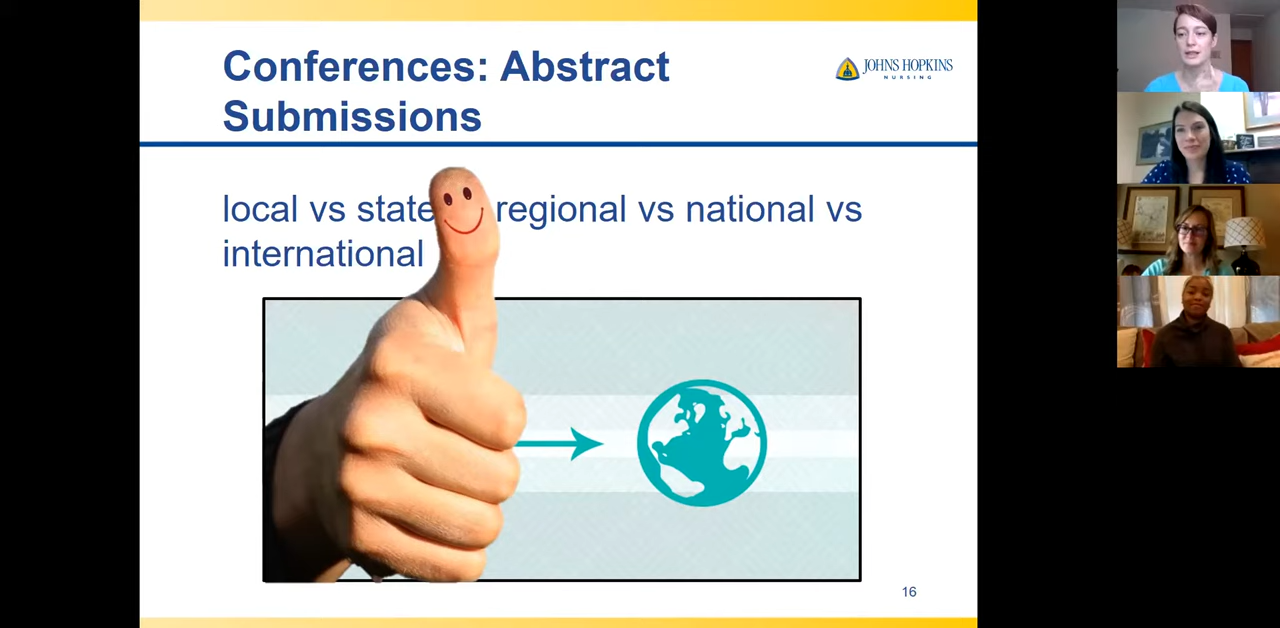 Conferences: Abstract
Submissions
JOHNS HOPKINS
NURSING
local vs state regional vs national vs
international
16